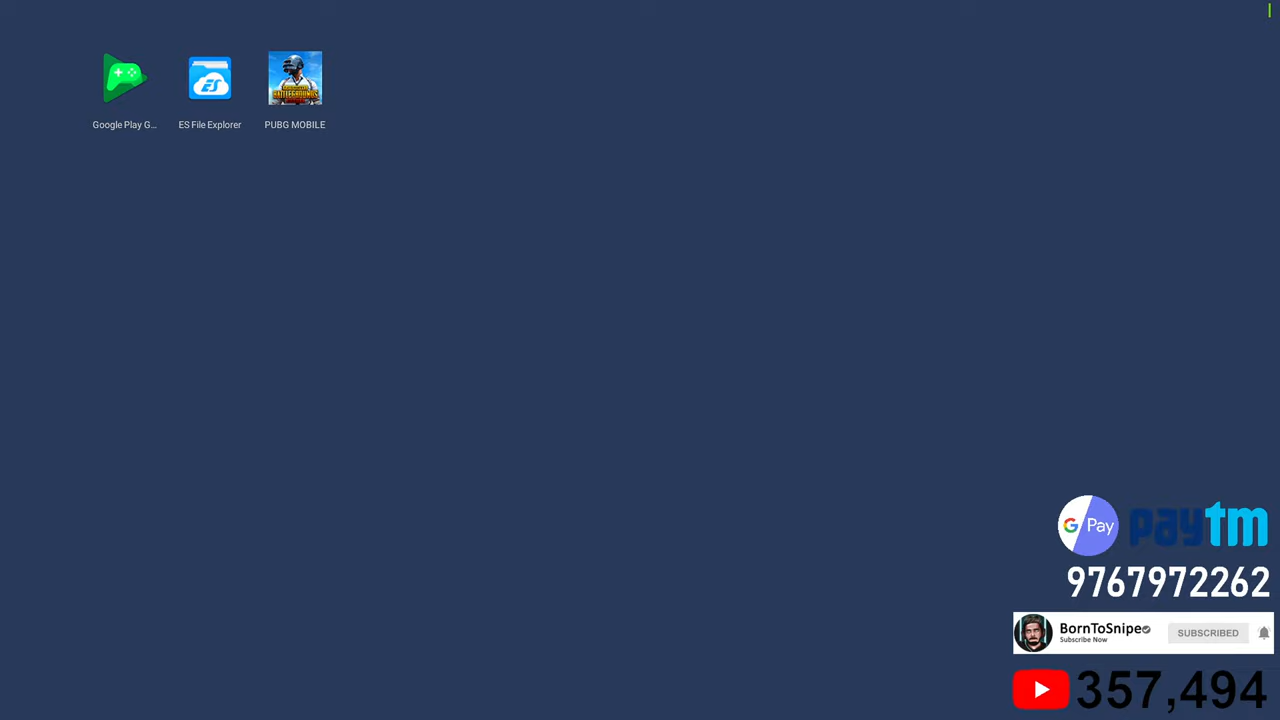 Google Play G...
ES File Explorer
PUBG MOBILE
G Pay
paytm
9767972262
BornToSnipe
Subscribe Now
SUBSCRIBED
357,494